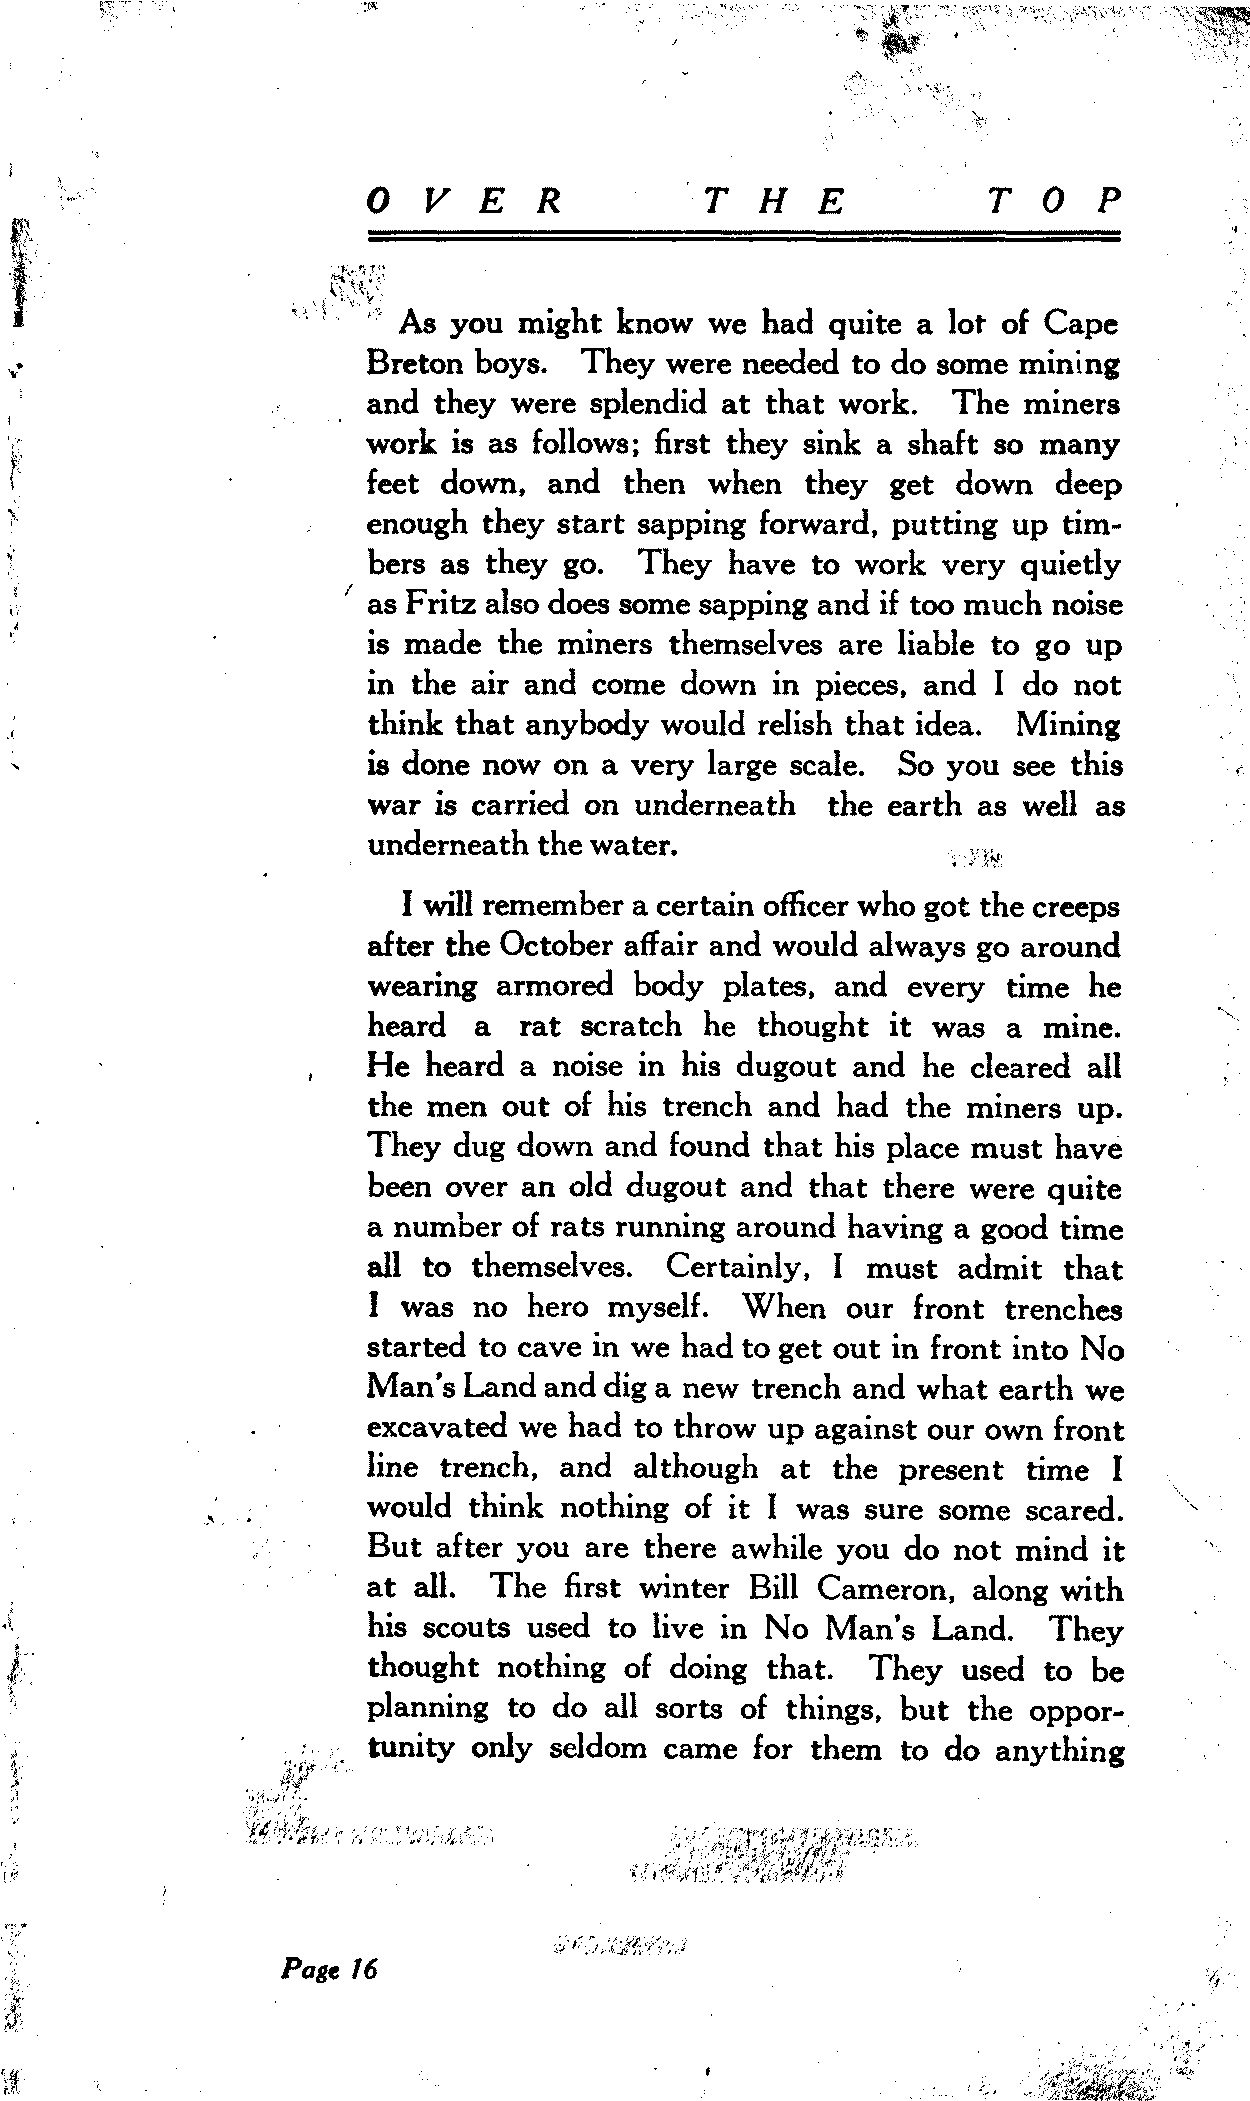 OVER THE TOP
As you might know we had quite a lot of Cape
Breton boys. They were needed to do some mining
and they were splendid at that work. The miners
work is as follows; first they sink a shaft so many
feet down, and then when they get down deep
enough they start sapping forward, putting up tim-
bers as they go. They have to work very quietly
as Fritz also does some sapping and if too much noise
is made the miners themselves are liable to go up
in the air and come down in pieces, and I do not
think that anybody would relish that idea. Mining
is done now on a very large scale. So you see this
war is carried on underneath the earth as well as
underneath the water.
I will remember a certain officer who got the creeps
after the October affair and would always go around
wearing armored body plates, and every time he
heard a rat scratch he thought it was a mine.
He heard a noise in his dugout and he cleared all
the men out of his trench and had the miners up.
They dug down and found that his place must have
been over an old dugout and that there were quite
a number of rats running around having a good time
all to themselves. Certainly, I must admit that
I was no hero myself. When our front trenches
started to cave in we had to get out in front into No
Man's Land and dig a new trench and what earth we
excavated we had to throw up against our own front
line trench, and although at the present time I
would think nothing of it I was sure some scared.
But after you are there awhile you do not mind it
at all. The first winter Bill Cameron, along with
his scouts used to live in No Man's Land. They
thought nothing of doing that. They used to be
planning to do all sorts of things, but the oppor-
tunity only seldom came for them to do anything
Page 16